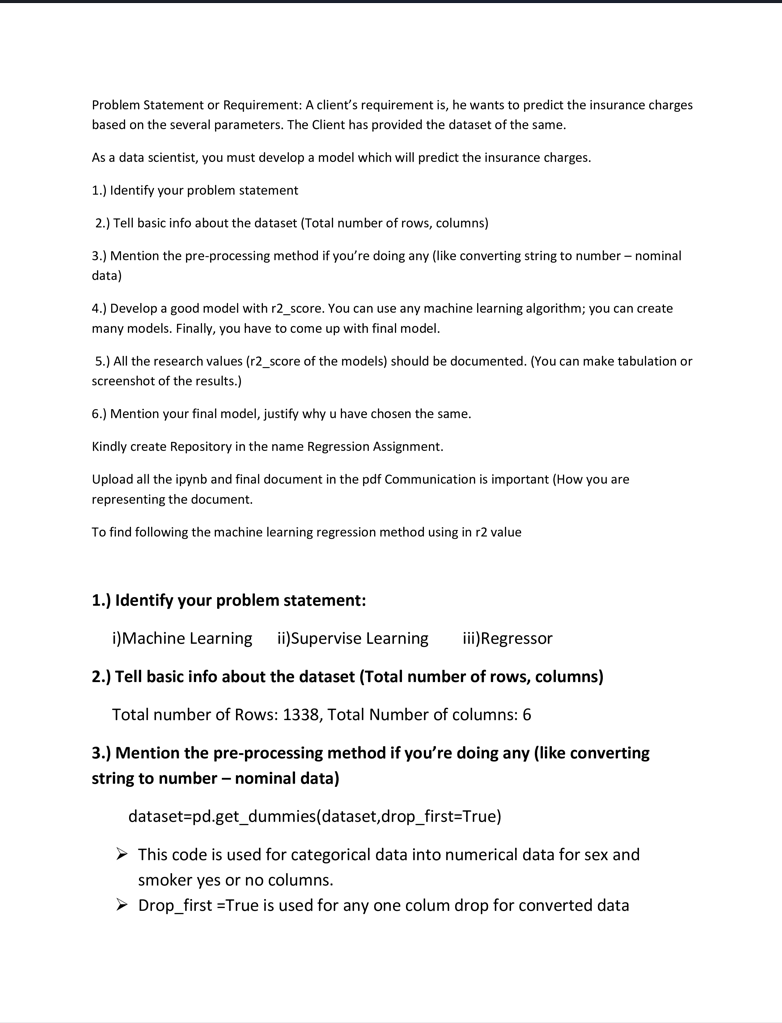 Problem Statement or Requirement: A client’s requirement is, he wants to predict the insurance charges
based on the several parameters. The Client has provided the dataset of the same.
As a data scientist, you must develop a model which will predict the insurance charges.
1.) Identify your problem statement
2.) Tell basic info about the dataset (Total number of rows, columns)
3.) Mention the pre-processing method if you’re doing any (like converting string to number – nominal
data)
4.) Develop a good model with r2_score. You can use any machine learning algorithm; you can create
many models. Finally, you have to come up with final model.
5.) All the research values (r2_score of the models) should be documented. (You can make tabulation or
screenshot of the results.)
6.) Mention your final model, justify why u have chosen the same.
Kindly create Repository in the name Regression Assignment.
Upload all the ipynb and final document in the pdf Communication is important (How you are
representing the document.
To find following the machine learning regression method using in r2 value
1.) Identify your problem statement:
i)Machine Learning ii)Supervise Learning iii)Regressor
2.) Tell basic info about the dataset (Total number of rows, columns)
Total number of Rows: 1338, Total Number of columns: 6
3.) Mention the pre-processing method if you’re doing any (like converting
string to number – nominal data)
dataset=pd.get_dummies(dataset,drop_first=True)
➢ This code is used for categorical data into numerical data for sex and
smoker yes or no columns.
➢ Drop_first =True is used for any one colum drop for converted data